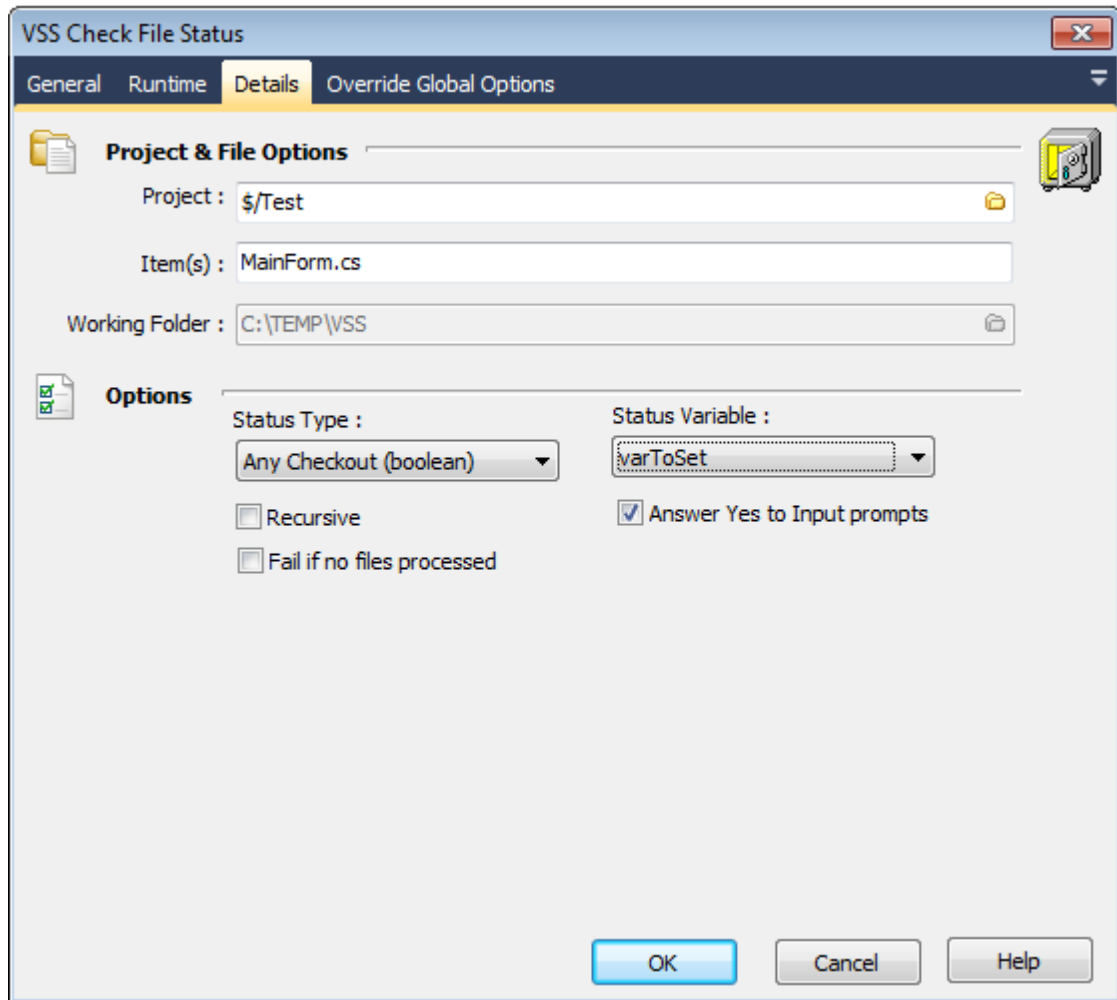 VSS Check File Status
General Runtime Details Override Global Options
Project & File Options
Project : $/Test
Item(s) : MainForm.cs
Working Folder : C:\TEMP\VSS
Options
Status Type : Status Variable :
Any Checkout (boolean) varToSet
Recursive Answer Yes to Input prompts
Fail if no files processed
OK Cancel Help